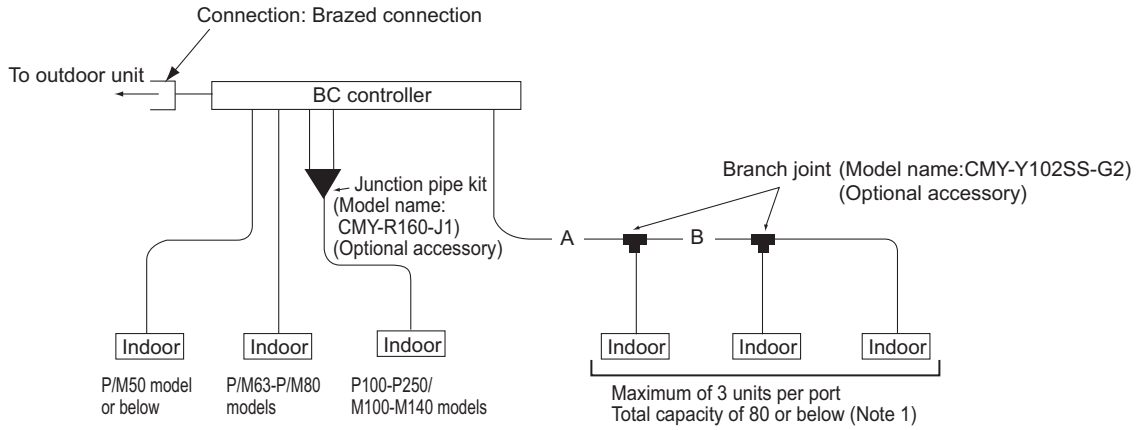 Connection: Brazed connection
To outdoor unit
BC controller
Junction pipe kit
(Model name:
CMY-R160-J1)
(Optional accessory)
Branch joint (Model name:CMY-Y102SS-G2)
(Optional accessory)
A
B
Indoor
Indoor
Indoor
Indoor
Indoor
Indoor
P/M50 model
or below
P/M63-P/M80
models
P100-P250/
M100-M140 models
Maximum of 3 units per port
Total capacity of 80 or below (Note 1)